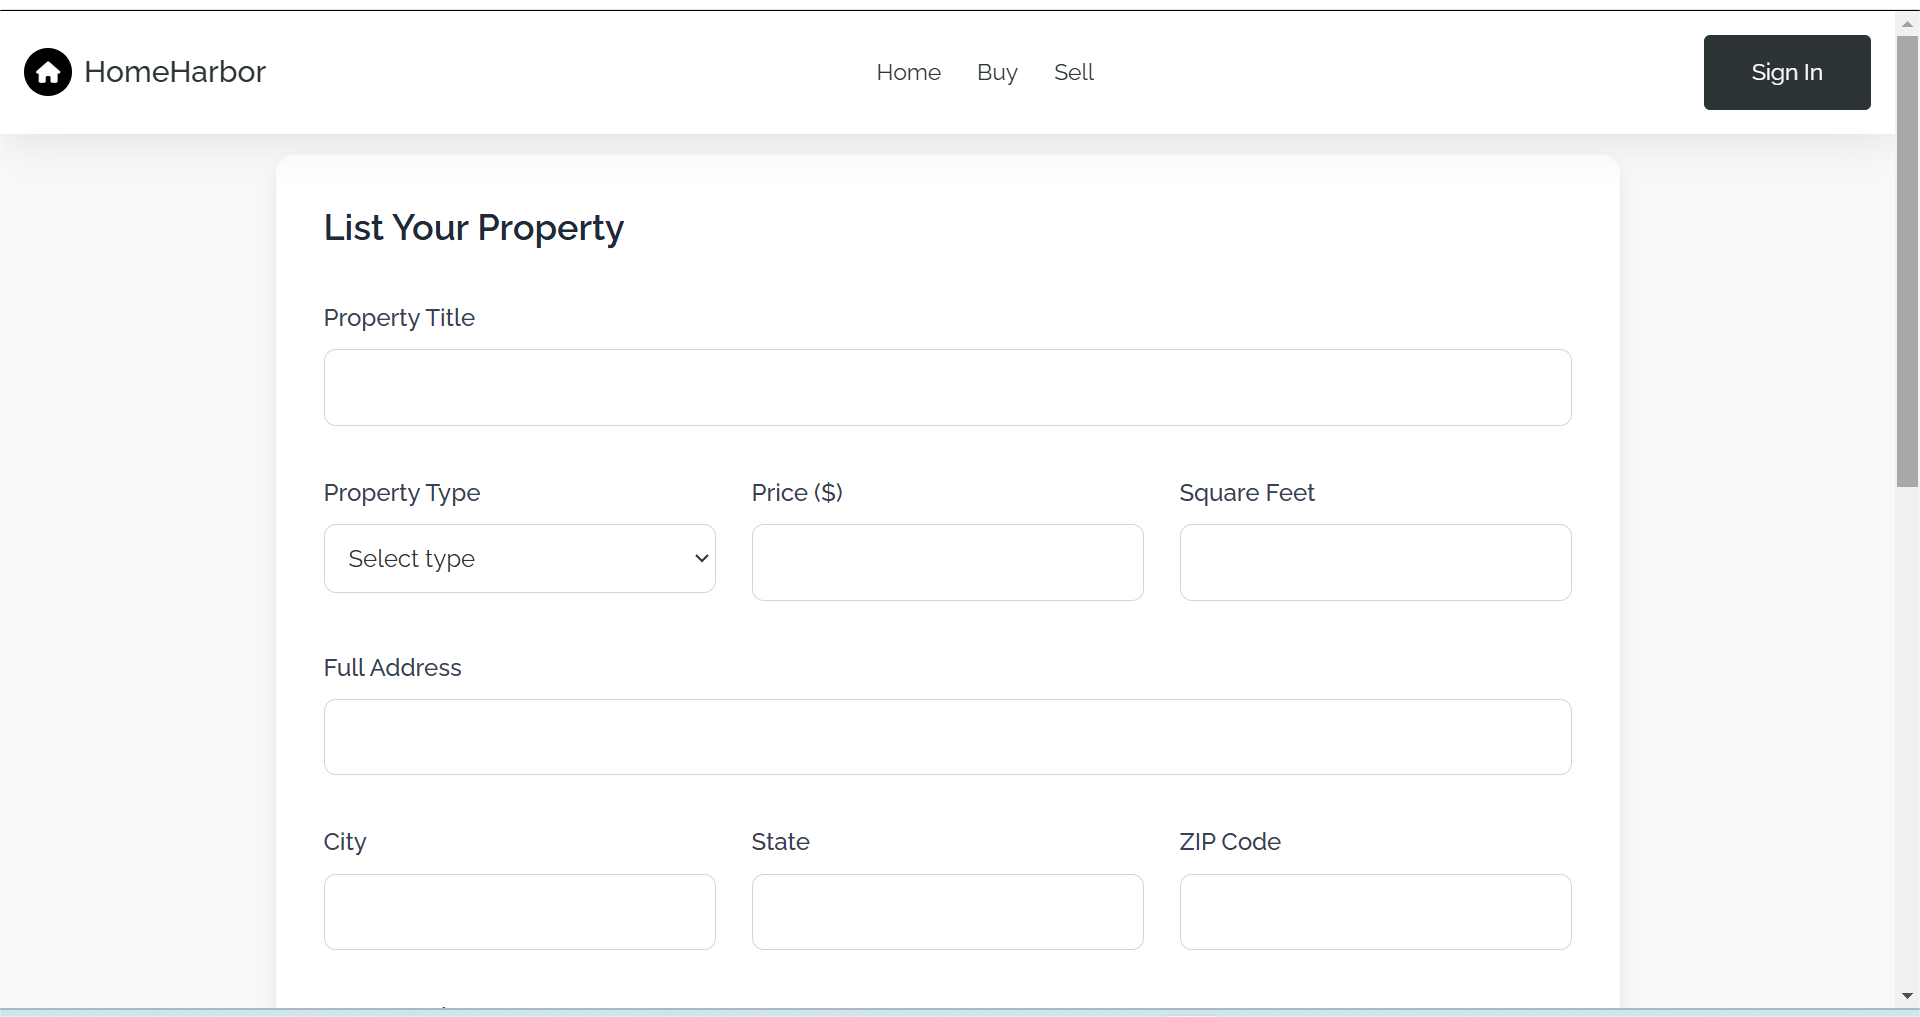 HomeHarbor
Home Buy Sell
Sign In
List Your Property
Property Title
Property Type Price ($) Square Feet
Select type
Full Address
City State ZIP Code